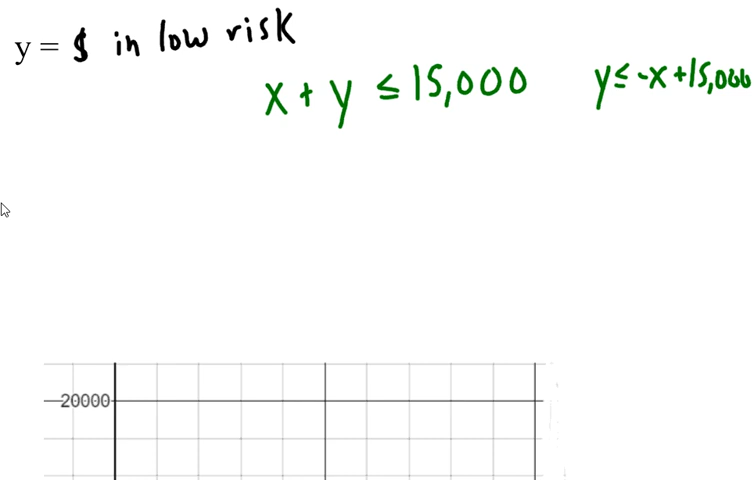 y = $ in low risk
x + y ≤ 15,000 y ≤ -x + 15,000
20000